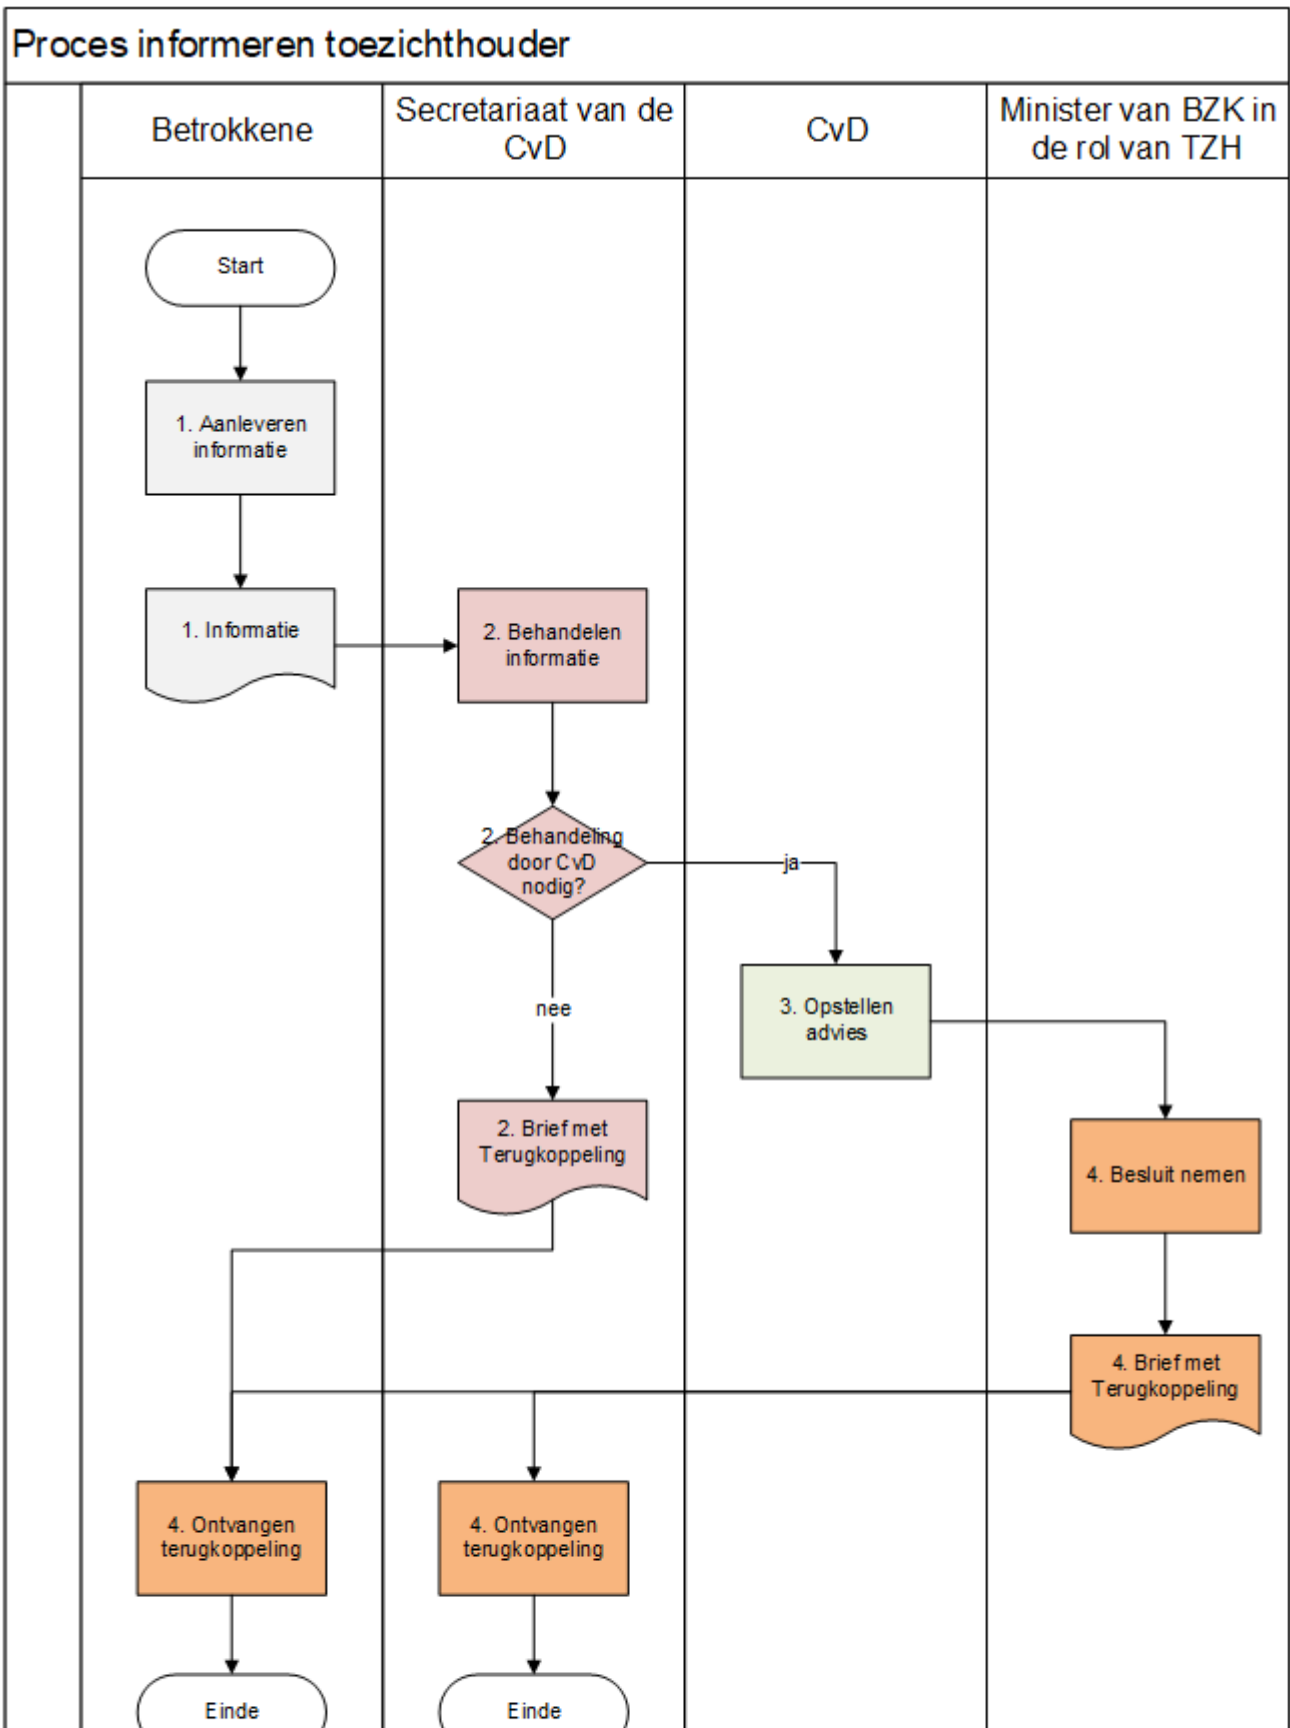 Proces informeren toezichthouder
Betrokkene
Secretariaat van de
CvD
CvD
Minister van BZK in
de rol van TZH
Start
1. Aanleveren
informatie
1. Informatie
2. Behandelen
informatie
2. Behandeling
door CvD
nodig?
ja
nee
3. Opstellen
advies
2. Brief met
Terugkoppeling
4. Besluit nemen
4. Brief met
Terugkoppeling
4. Ontvangen
terugkoppeling
4. Ontvangen
terugkoppeling
Einde
Einde